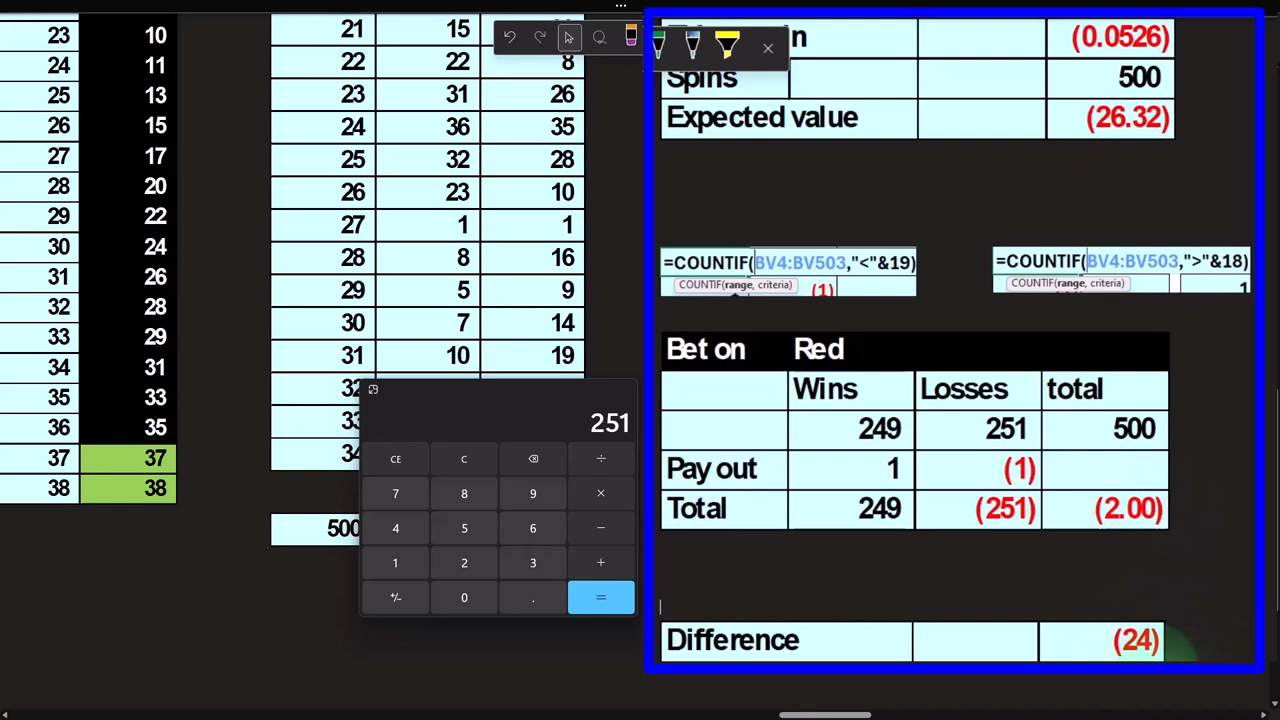 23 10
24 11
25 13
26 15
27 17
28 20
29 22
30 24
31 26
32 28
33 29
34 31
35 33
36 35
37 37
38 38
21 15
22 22 8
23 31 26
24 36 35
25 32 28
26 23 10
27 1 1
28 8 16
29 5 9
30 7 14
31 10 19
32
33
34
500
251
CE C ÷
7 8 9 ×
4 5 6 −
1 2 3 +
+/− 0 . =
n (0.0526)
Spins 500
Expected value (26.32)
=COUNTIF(BV4:BV503,"<"&19)
COUNTIF(range, criteria)
(1)
=COUNTIF(BV4:BV503,">"&18)
COUNTIF(range, criteria)
1
Bet on Red
Wins Losses total
249 251 500
Pay out 1 (1)
Total 249 (251) (2.00)
Difference (24)